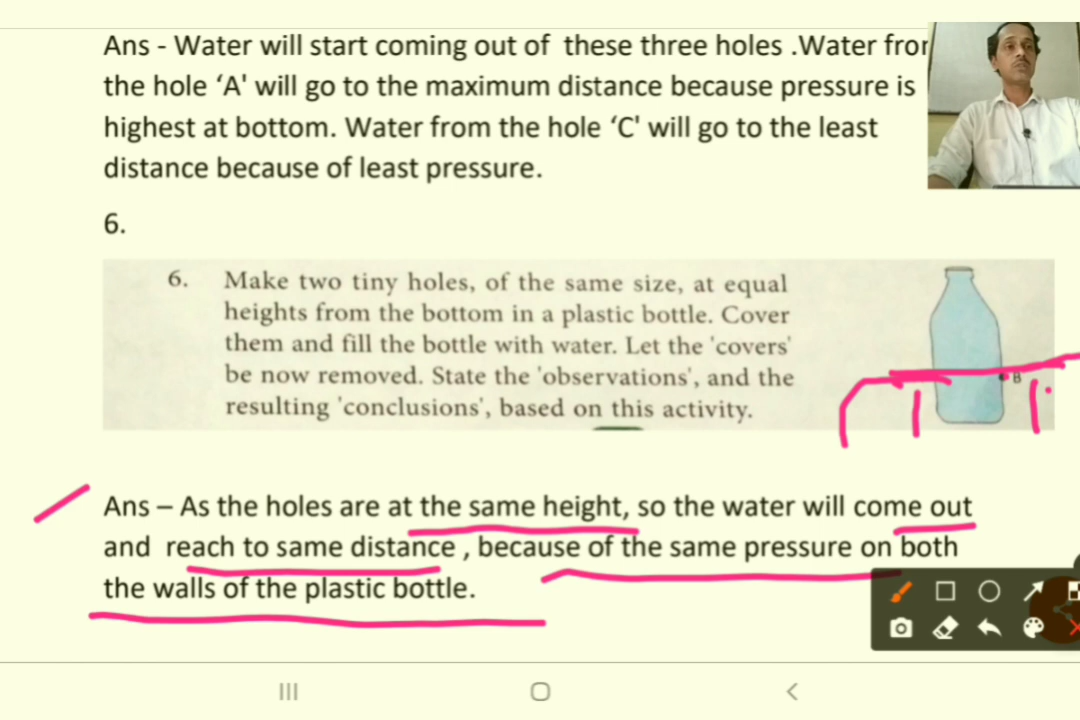 Ans - Water will start coming out of these three holes .Water from
the hole ‘A' will go to the maximum distance because pressure is
highest at bottom. Water from the hole ‘C' will go to the least
distance because of least pressure.
6.
6. Make two tiny holes, of the same size, at equal
heights from the bottom in a plastic bottle. Cover
them and fill the bottle with water. Let the 'covers'
be now removed. State the 'observations', and the
resulting 'conclusions', based on this activity.
B
Ans – As the holes are at the same height, so the water will come out
and reach to same distance , because of the same pressure on both
the walls of the plastic bottle.